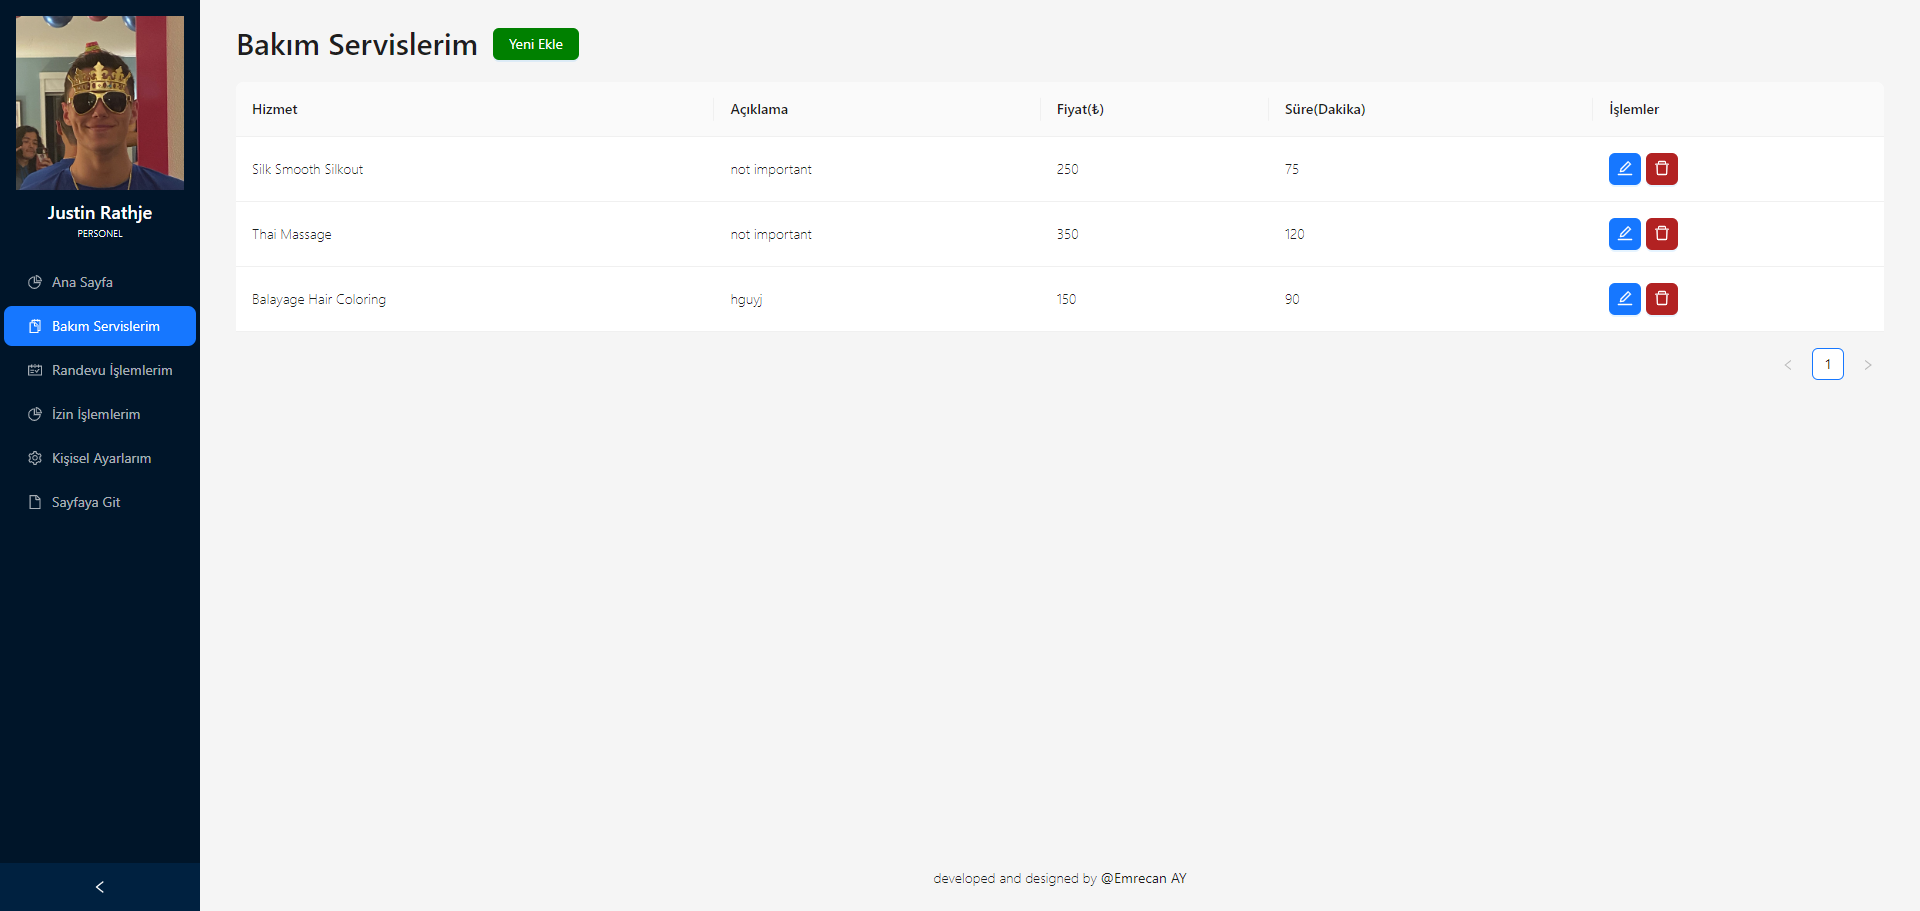 Justin Rathje
PERSONEL
Ana Sayfa
Bakım Servislerim
Randevu İşlemlerim
İzin İşlemlerim
Kişisel Ayarlarım
Sayfaya Git
Bakım Servislerim Yeni Ekle
Hizmet Açıklama Fiyat(₺) Süre(Dakika) İşlemler
Silk Smooth Silkout not important 250 75
Thai Massage not important 350 120
Balayage Hair Coloring hguyj 150 90
1
developed and designed by @Emrecan AY